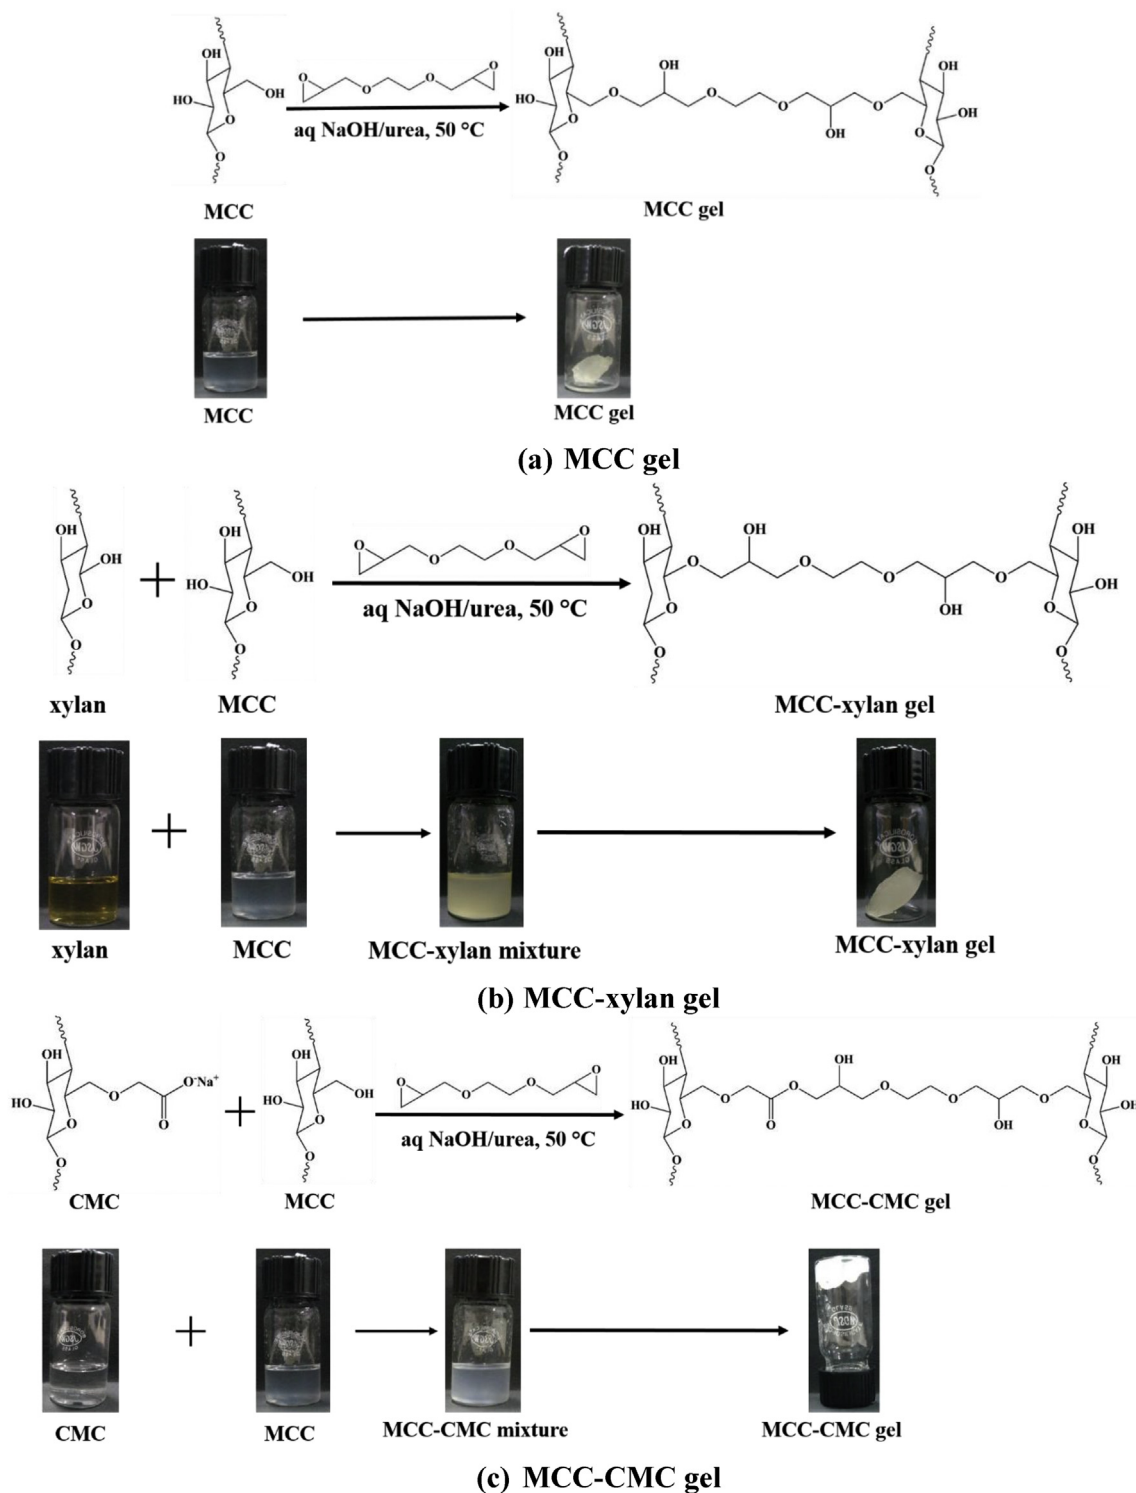 OH
HO
OH
O
O
O
O
O
O
aq NaOH/urea, 50 °C
MCC
OH
HO
O
O
O
OH
O
O
OH
O
OH
OH
O
O
MCC gel
MCC
MCC gel
(a) MCC gel
OH
OH
O
O
xylan
+
OH
HO
OH
O
O
MCC
O
O
O
O
aq NaOH/urea, 50 °C
OH
O
O
O
OH
O
O
OH
O
OH
OH
O
O
MCC-xylan gel
+
xylan
MCC
MCC-xylan mixture
MCC-xylan gel
(b) MCC-xylan gel
OH
HO
O
O
O
O
O⁻Na⁺
CMC
+
OH
HO
OH
O
O
MCC
O
O
O
O
aq NaOH/urea, 50 °C
OH
HO
O
O
O
O
O
OH
O
O
OH
O
OH
OH
O
O
MCC-CMC gel
+
CMC
MCC
MCC-CMC mixture
MCC-CMC gel
(c) MCC-CMC gel